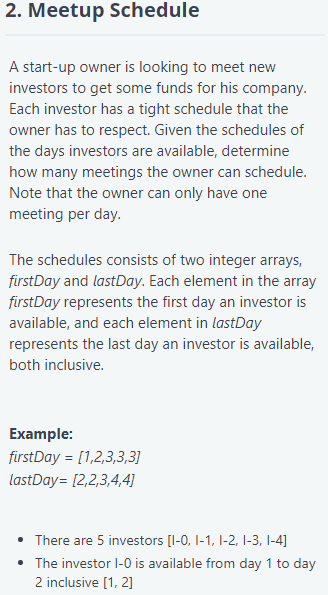 2. Meetup Schedule
A start-up owner is looking to meet new
investors to get some funds for his company.
Each investor has a tight schedule that the
owner has to respect. Given the schedules of
the days investors are available, determine
how many meetings the owner can schedule.
Note that the owner can only have one
meeting per day.
The schedules consists of two integer arrays,
firstDay and lastDay. Each element in the array
firstDay represents the first day an investor is
available, and each element in lastDay
represents the last day an investor is available,
both inclusive.
Example:
firstDay = [1,2,3,3,3]
lastDay= [2,2,3,4,4]
• There are 5 investors [I-0, I-1, I-2, I-3, I-4]
• The investor I-0 is available from day 1 to day
2 inclusive [1, 2]